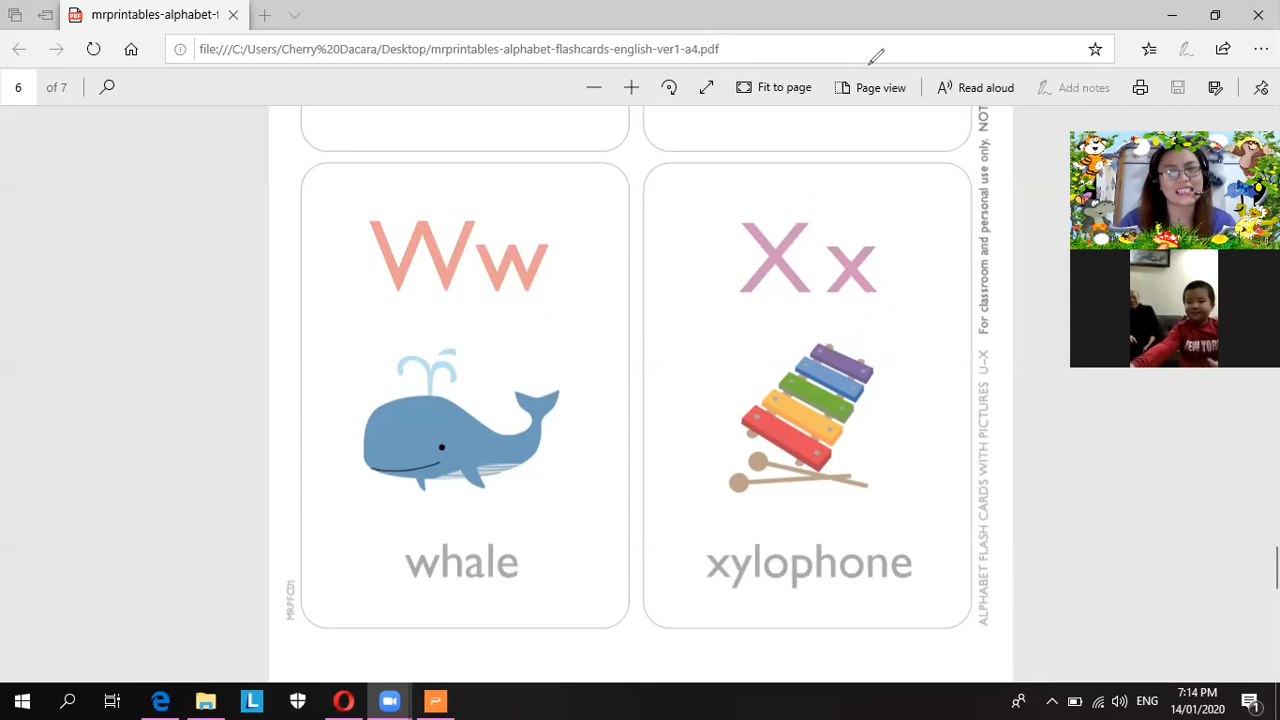 mrprintables-alphabet-f
file:///C:/Users/Cherry%20Dacara/Desktop/mrprintables-alphabet-flashcards-english-ver1-a4.pdf
6 of 7
Fit to page
Page view
Read aloud
Add notes
Ww
Xx
whale
xylophone
MRPFCD1
ALPHABET FLASH CARDS WITH PICTURES U–X For classroom and personal use only. NOT
NEW YORK
ENG
7:14 PM
14/01/2020
1